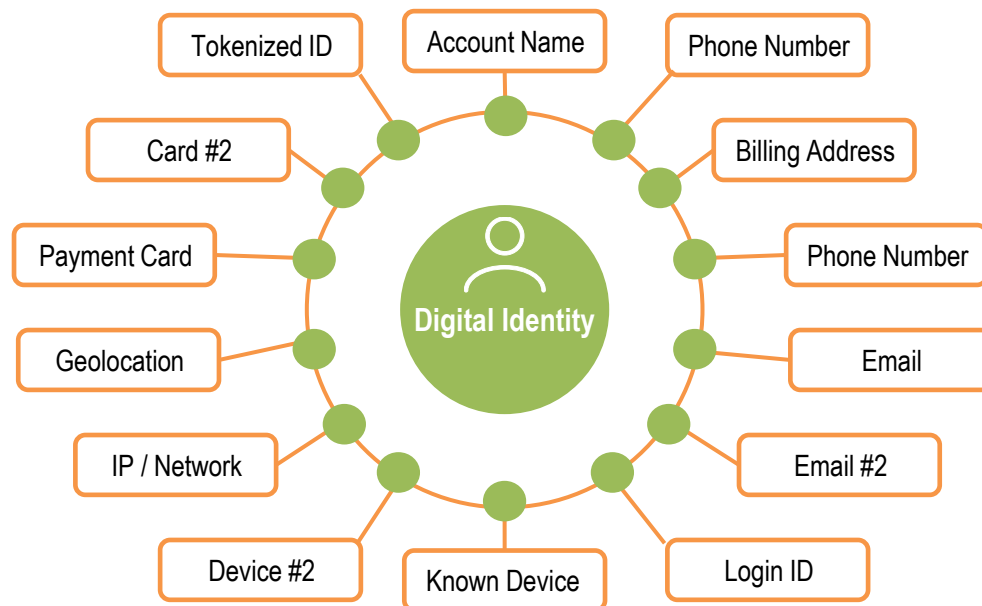 Tokenized ID
Account Name
Phone Number
Card #2
Billing Address
Payment Card
Phone Number
Digital Identity
Geolocation
Email
IP / Network
Email #2
Device #2
Known Device
Login ID